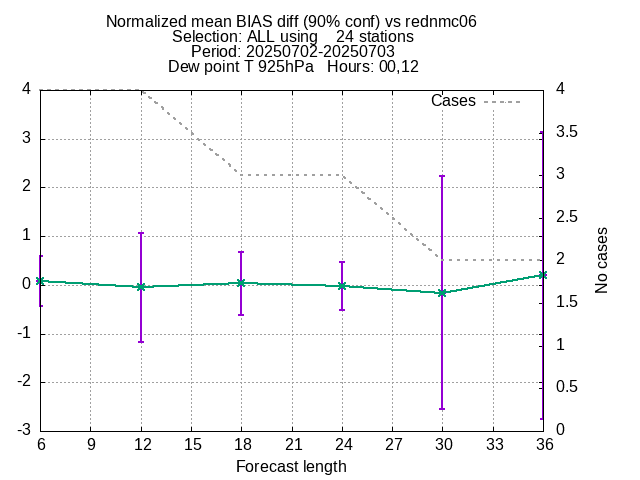 Normalized mean BIAS diff (90% conf) vs rednmc06
Selection: ALL using    24 stations
Period: 20250702-20250703
Dew point T 925hPa   Hours: 00,12
Cases
4
3
2
1
0
-1
-2
-3
4
3.5
3
2.5
2
1.5
1
0.5
0
No cases
6 9 12 15 18 21 24 27 30 33 36
Forecast length